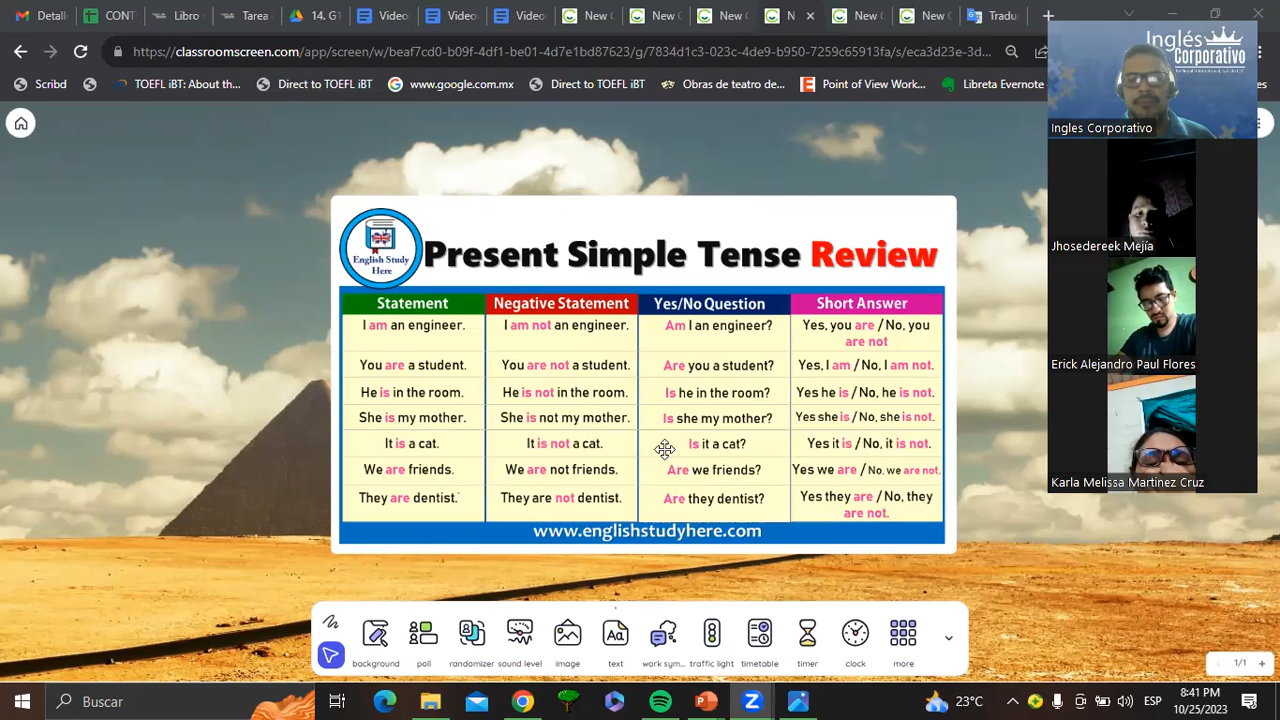 Detall
CONT
Libro
Tarea
14. G1
Video
Video
Video
New C
New C
New C
N
New C
New C
Tradu
https://classroomscreen.com/app/screen/w/beaf7cd0-b09f-4df1-be01-4d7e1bd87623/g/7834d1c3-023c-4de9-b950-7259c65913fa/s/eca3d23e-3d...
Scribd
TOEFL iBT: About th...
Direct to TOEFL iBT
www.google.com.mx
Direct to TOEFL iBT
Obras de teatro de...
Point of View Work...
Libreta Evernote
es
Inglés
Corporativo
Ingles Corporativo
Jhosedereek Mejía
Erick Alejandro Paul Flores
Karla Melissa Martinez Cruz
English Study
Here
Present Simple Tense Review
Statement Negative Statement Yes/No Question Short Answer
I am an engineer. I am not an engineer. Am I an engineer? Yes, you are / No, you
are not
You are a student. You are not a student. Are you a student? Yes, I am / No, I am not.
He is in the room. He is not in the room. Is he in the room? Yes he is / No, he is not.
She is my mother. She is not my mother. Is she my mother? Yes she is / No, she is not.
It is a cat. It is not a cat. Is it a cat? Yes it is / No, it is not.
We are friends. We are not friends. Are we friends? Yes we are / No, we are not.
They are dentist. They are not dentist. Are they dentist? Yes they are / No, they
are not.
www.englishstudyhere.com
background
poll
randomizer
sound level
image
Aa
text
work sym...
traffic light
timetable
timer
clock
more
1/1
Buscar
23°C
ESP
8:41 PM
10/25/2023